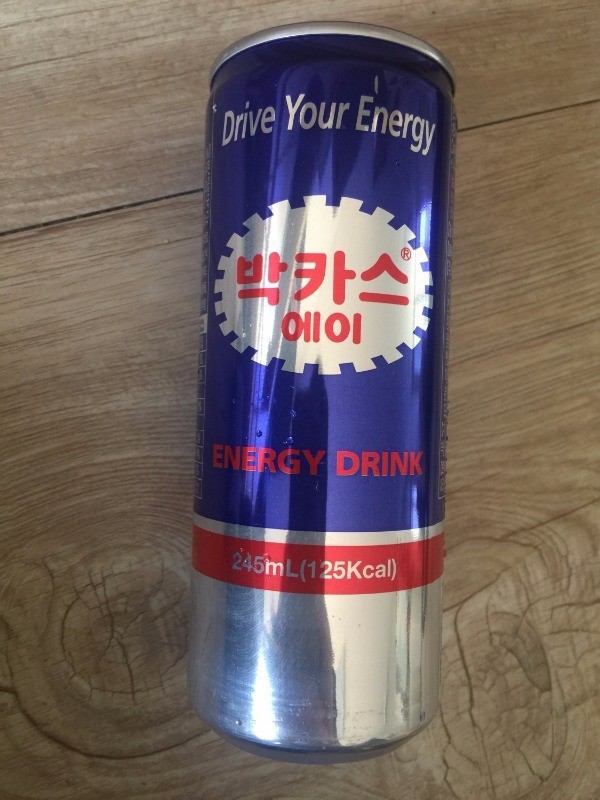 Drive Your Energy
박카스®
에이
ENERGY DRINK
245mL(125Kcal)